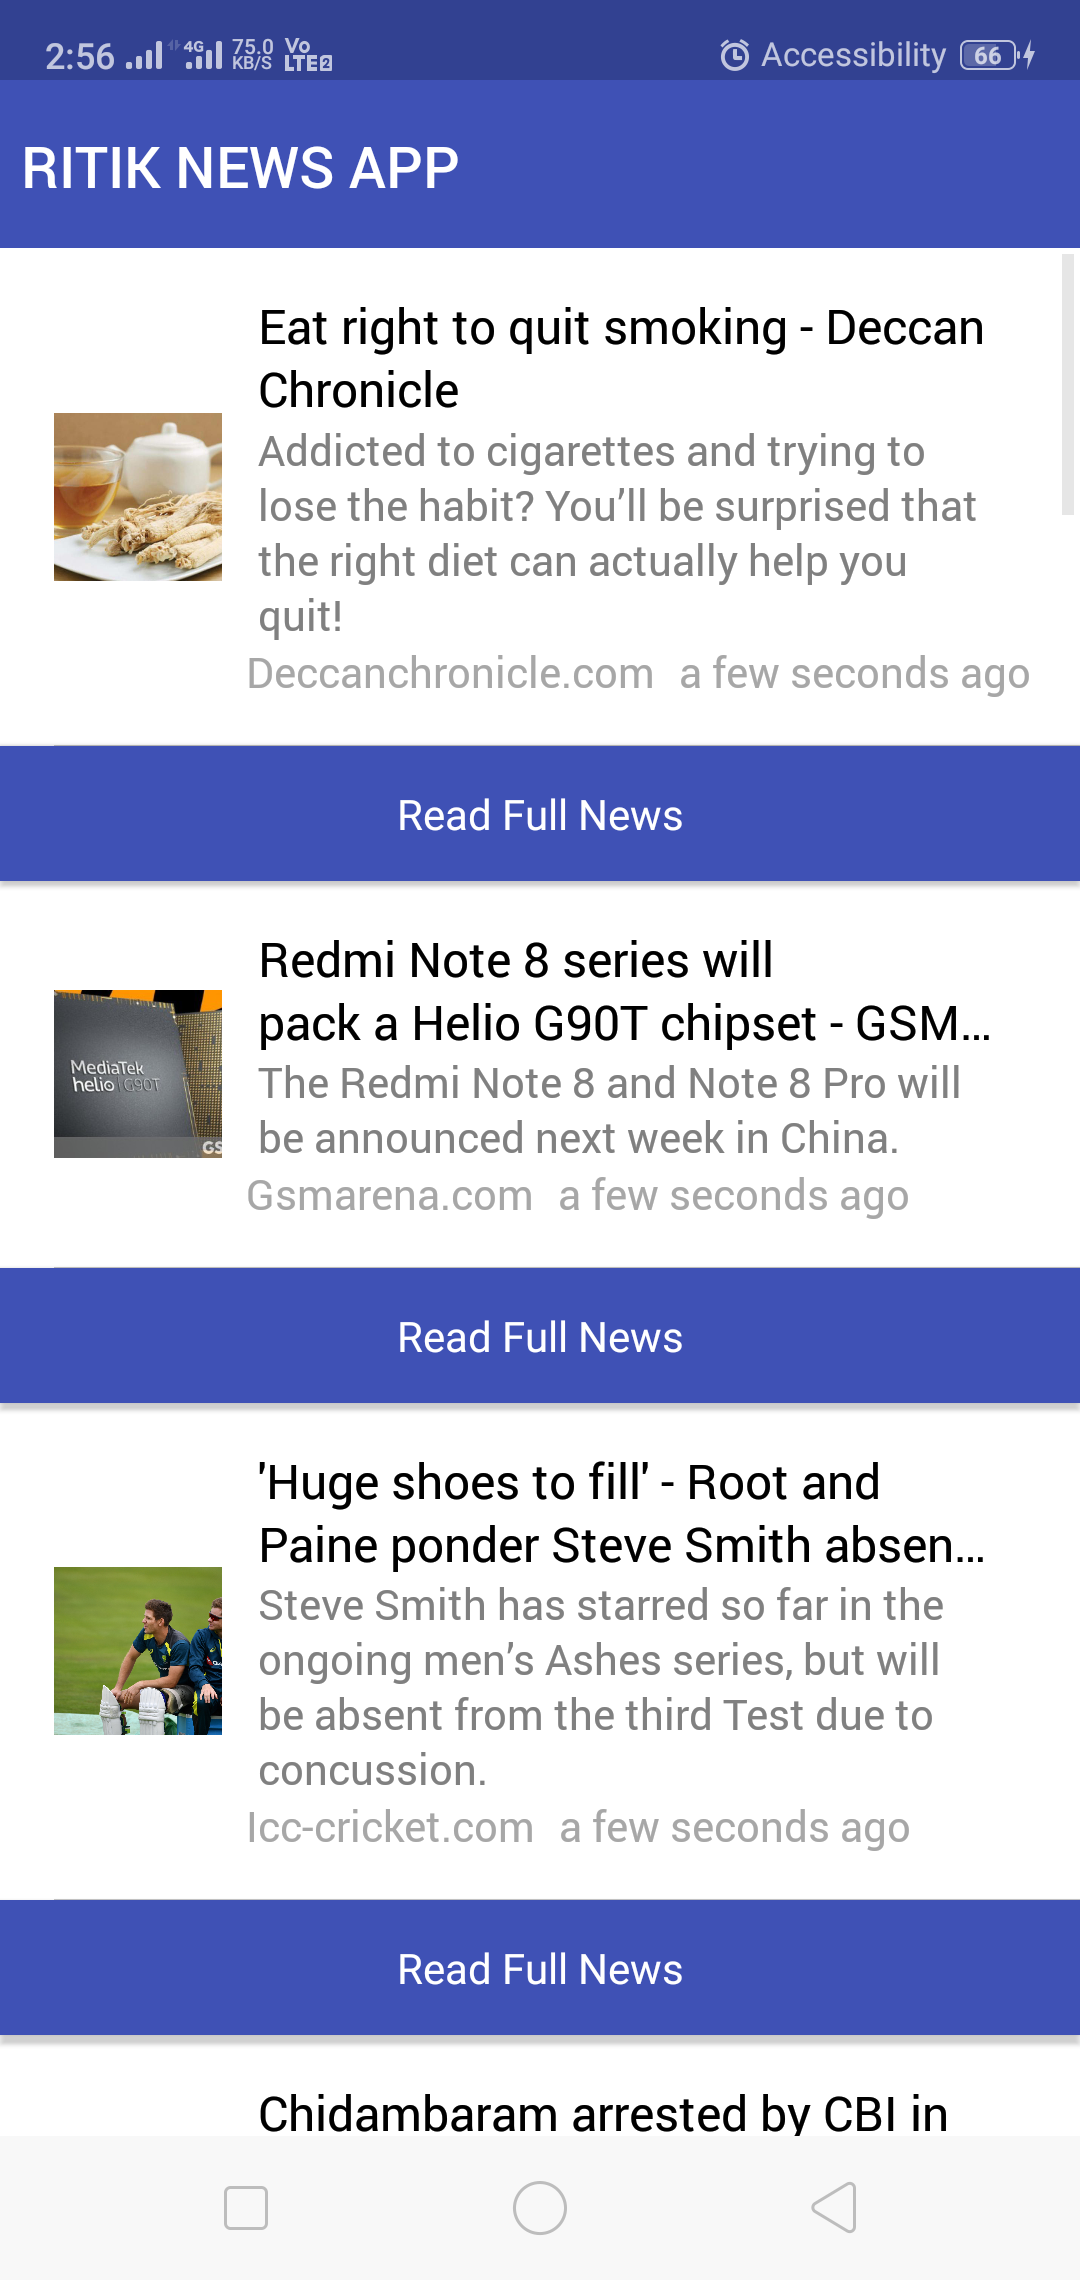 2:56 4G 75.0 KB/S Vo LTE2 Accessibility 66
RITIK NEWS APP
Eat right to quit smoking - Deccan
Chronicle
Addicted to cigarettes and trying to
lose the habit? You’ll be surprised that
the right diet can actually help you
quit!
Deccanchronicle.com a few seconds ago
Read Full News
Redmi Note 8 series will
pack a Helio G90T chipset - GSM...
MediaTek
helio G90T
GS
The Redmi Note 8 and Note 8 Pro will
be announced next week in China.
Gsmarena.com a few seconds ago
Read Full News
'Huge shoes to fill' - Root and
Paine ponder Steve Smith absen...
Steve Smith has starred so far in the
ongoing men’s Ashes series, but will
be absent from the third Test due to
concussion.
Icc-cricket.com a few seconds ago
Read Full News
Chidambaram arrested by CBI in